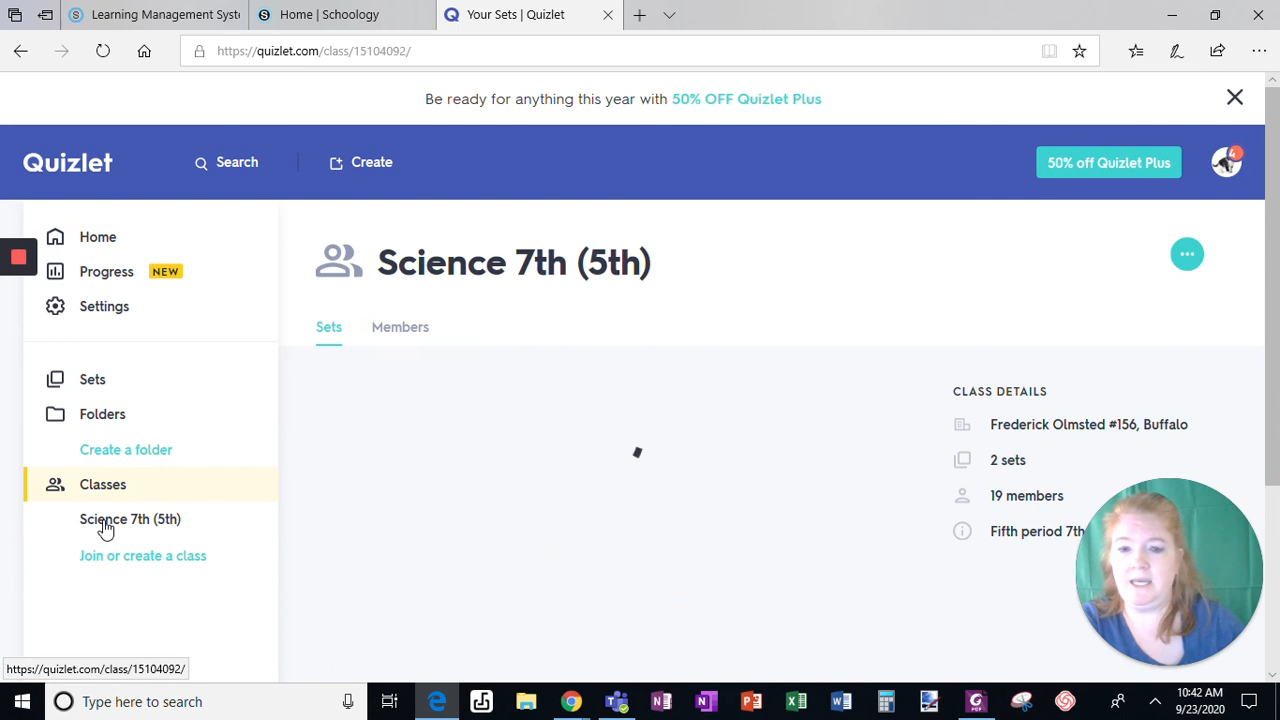 Learning Management Syst
Home | Schoology
Your Sets | Quizlet
https://quizlet.com/class/15104092/
Be ready for anything this year with 50% OFF Quizlet Plus
Quizlet
Search
Create
50% off Quizlet Plus
Home
Progress NEW
Settings
Science 7th (5th)
Sets
Members
Sets
Folders
Create a folder
Classes
Science 7th (5th)
Join or create a class
CLASS DETAILS
Frederick Olmsted #156, Buffalo
2 sets
19 members
Fifth period 7th
https://quizlet.com/class/15104092/
Type here to search
10:42 AM
9/23/2020